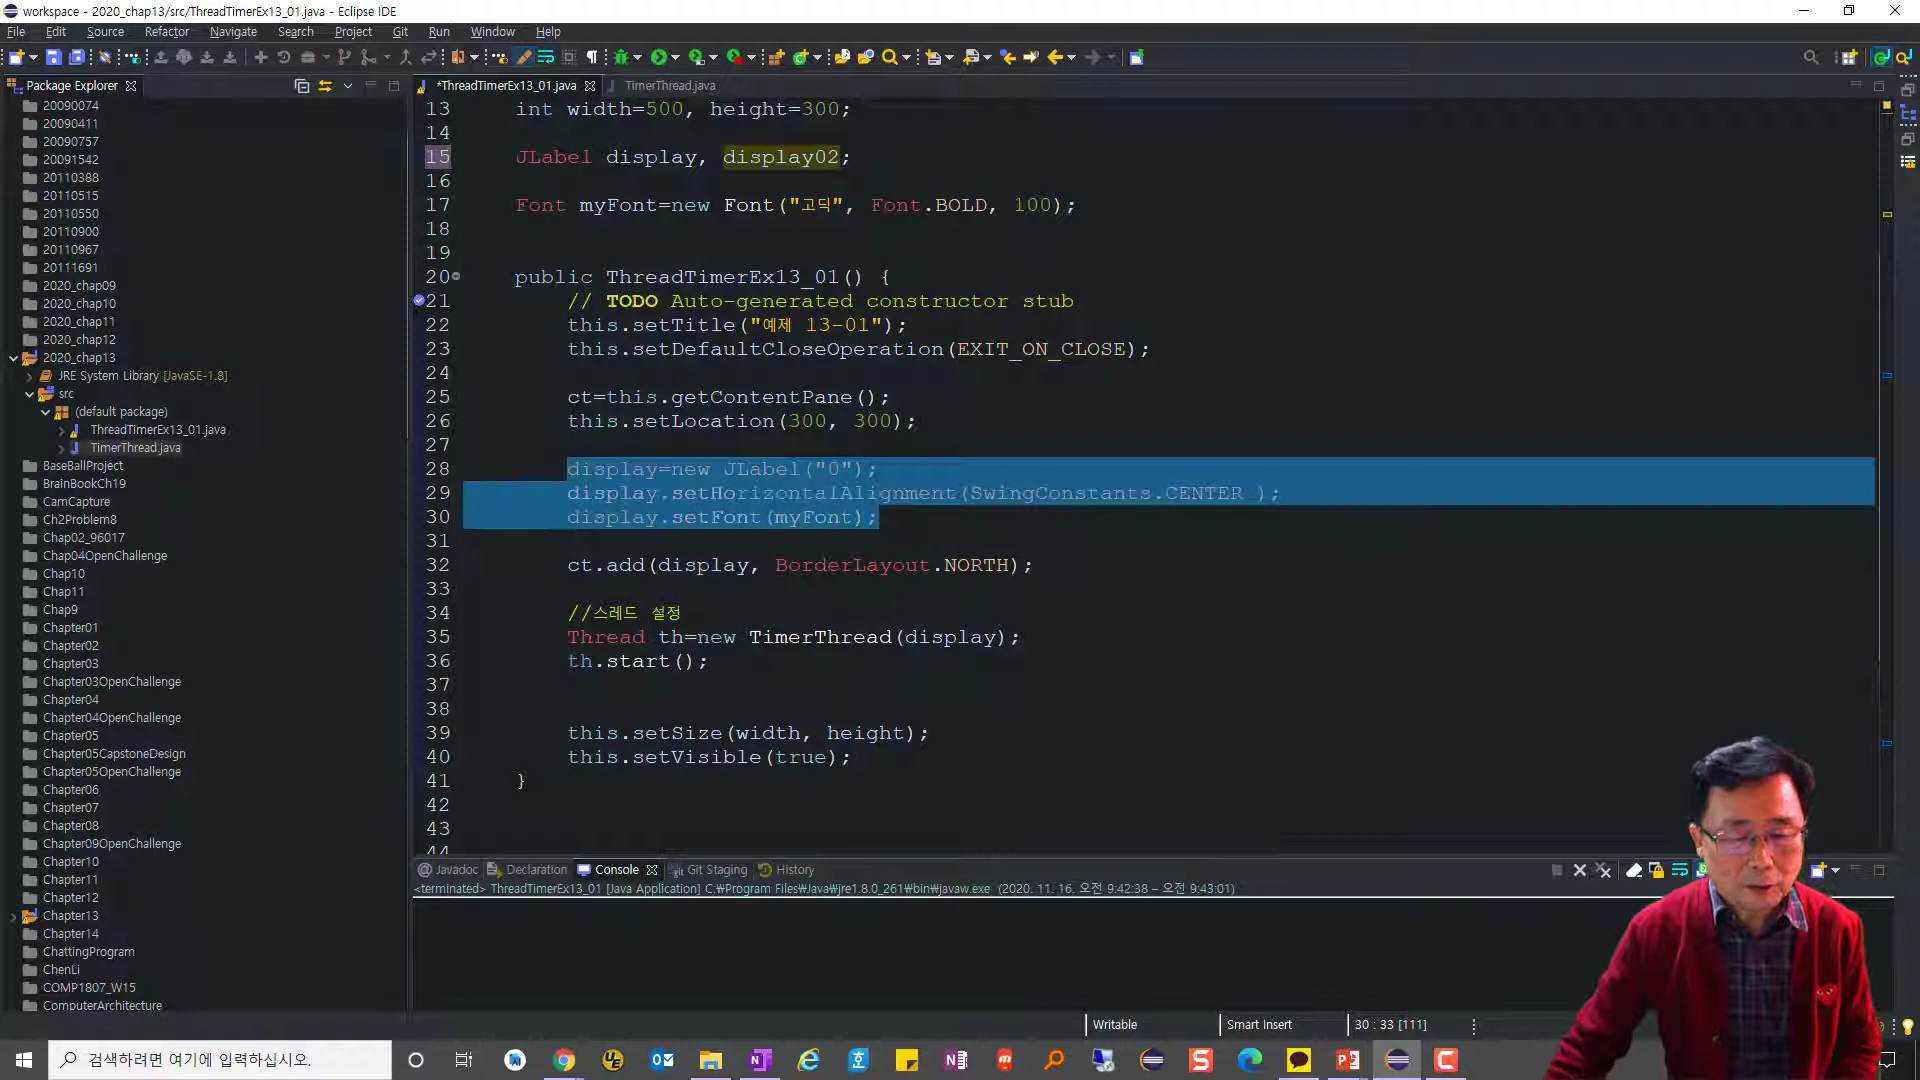 workspace - 2020_chap13/src/ThreadTimerEx13_01.java - Eclipse IDE
File Edit Source Refactor Navigate Search Project Git Run Window Help
Package Explorer
*ThreadTimerEx13_01.java
TimerThread.java
20090074
20090411
20090757
20091542
20110388
20110515
20110550
20110900
20110967
20111691
2020_chap09
2020_chap10
2020_chap11
2020_chap12
2020_chap13
JRE System Library [JavaSE-1.8]
src
(default package)
ThreadTimerEx13_01.java
TimerThread.java
BaseBallProject
BrainBookCh19
CamCapture
Ch2Problem8
Chap02_96017
Chap04OpenChallenge
Chap10
Chap11
Chap9
Chapter01
Chapter02
Chapter03
Chapter03OpenChallenge
Chapter04
Chapter04OpenChallenge
Chapter05
Chapter05CapstoneDesign
Chapter05OpenChallenge
Chapter06
Chapter07
Chapter08
Chapter09OpenChallenge
Chapter10
Chapter11
Chapter12
Chapter13
Chapter14
ChattingProgram
ChenLi
COMP1807_W15
ComputerArchitecture
13 int width=500, height=300;
14
15 JLabel display, display02;
16
17 Font myFont=new Font("고딕", Font.BOLD, 100);
18
19
20 public ThreadTimerEx13_01() {
21 // TODO Auto-generated constructor stub
22 this.setTitle("예제 13-01");
23 this.setDefaultCloseOperation(EXIT_ON_CLOSE);
24
25 ct=this.getContentPane();
26 this.setLocation(300, 300);
27
28 display=new JLabel("0");
29 display.setHorizontalAlignment(SwingConstants.CENTER );
30 display.setFont(myFont);
31
32 ct.add(display, BorderLayout.NORTH);
33
34 //스레드 설정
35 Thread th=new TimerThread(display);
36 th.start();
37
38
39 this.setSize(width, height);
40 this.setVisible(true);
41 }
42
43
44
@ Javadoc Declaration Console Git Staging History
<terminated> ThreadTimerEx13_01 [Java Application] C:₩Program Files₩Java₩jre1.8.0_261₩bin₩javaw.exe (2020. 11. 16. 오전 9:42:38 – 오전 9:43:01)
Writable Smart Insert 30 : 33 [111]
검색하려면 여기에 입력하십시오.